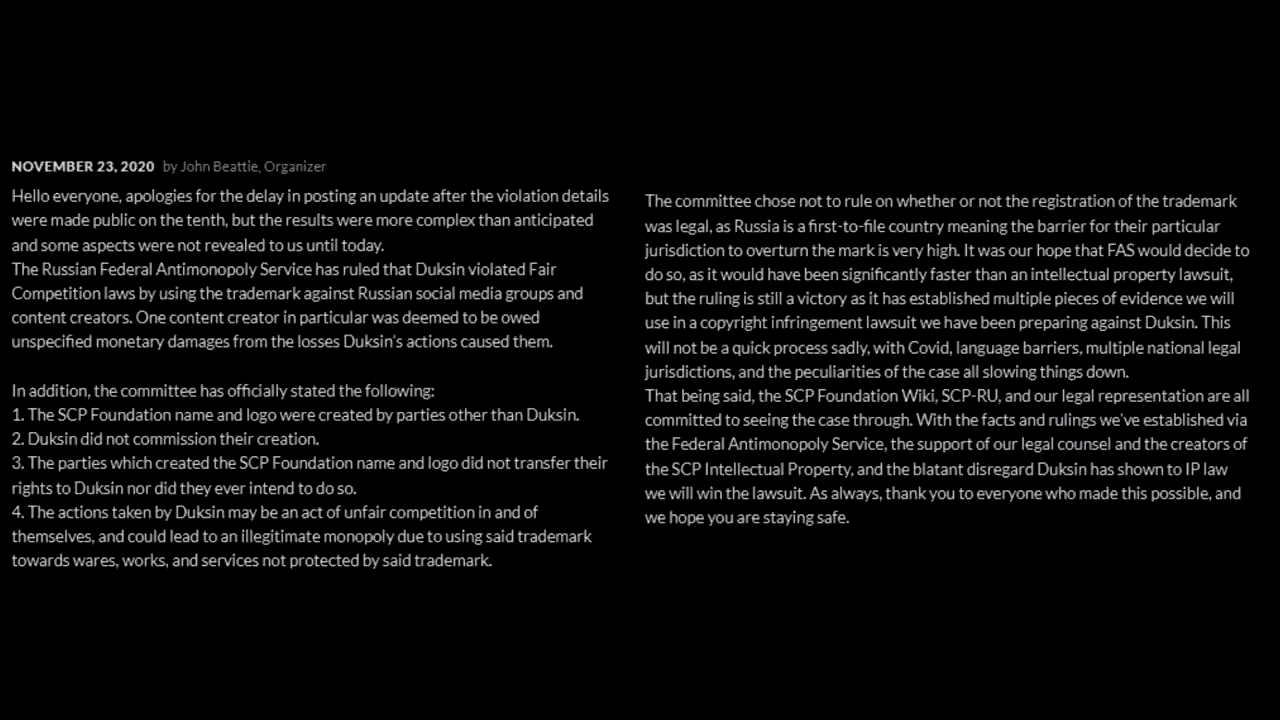 NOVEMBER 23, 2020 by John Beattie, Organizer
Hello everyone, apologies for the delay in posting an update after the violation details
were made public on the tenth, but the results were more complex than anticipated
and some aspects were not revealed to us until today.
The Russian Federal Antimonopoly Service has ruled that Duksin violated Fair
Competition laws by using the trademark against Russian social media groups and
content creators. One content creator in particular was deemed to be owed
unspecified monetary damages from the losses Duksin's actions caused them.
In addition, the committee has officially stated the following:
1. The SCP Foundation name and logo were created by parties other than Duksin.
2. Duksin did not commission their creation.
3. The parties which created the SCP Foundation name and logo did not transfer their
rights to Duksin nor did they ever intend to do so.
4. The actions taken by Duksin may be an act of unfair competition in and of
themselves, and could lead to an illegitimate monopoly due to using said trademark
towards wares, works, and services not protected by said trademark.
The committee chose not to rule on whether or not the registration of the trademark
was legal, as Russia is a first-to-file country meaning the barrier for their particular
jurisdiction to overturn the mark is very high. It was our hope that FAS would decide to
do so, as it would have been significantly faster than an intellectual property lawsuit,
but the ruling is still a victory as it has established multiple pieces of evidence we will
use in a copyright infringement lawsuit we have been preparing against Duksin. This
will not be a quick process sadly, with Covid, language barriers, multiple national legal
jurisdictions, and the peculiarities of the case all slowing things down.
That being said, the SCP Foundation Wiki, SCP-RU, and our legal representation are all
committed to seeing the case through. With the facts and rulings we've established via
the Federal Antimonopoly Service, the support of our legal counsel and the creators of
the SCP Intellectual Property, and the blatant disregard Duksin has shown to IP law
we will win the lawsuit. As always, thank you to everyone who made this possible, and
we hope you are staying safe.